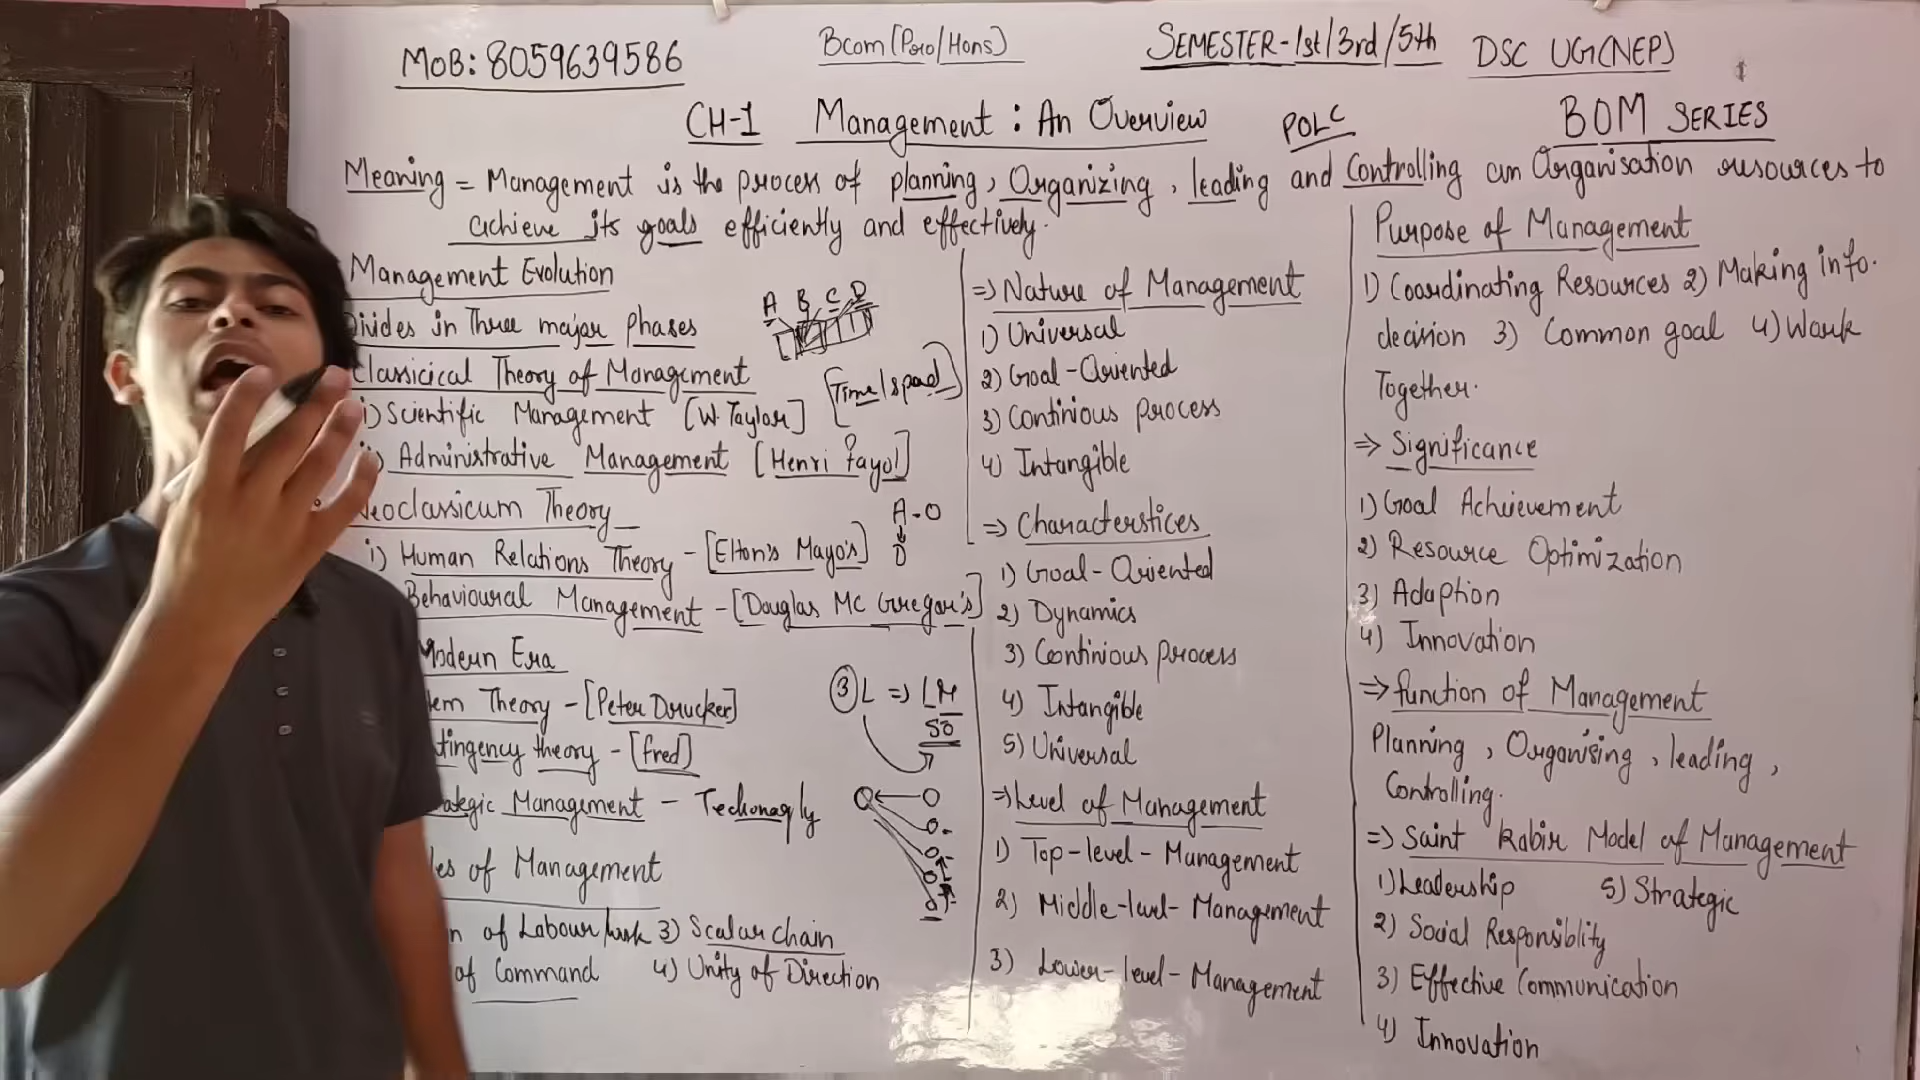 MOB: 8059639586
Bcom (Pro/Hons)
SEMESTER-1st/3rd/5th
DSC UG(NEP)
CH-1 Management : An Overview
POLC
BOM SERIES
Meaning = Management is the process of planning, Organizing, leading and Controlling an Organisation resources to
achieve its goals efficiently and effectively.
Management Evolution
Divides in Three major phases
Classicical Theory of Management
i) Scientific Management [W. Taylor]
ii) Administrative Management [Henri Fayol]
Neoclassicum Theory
i) Human Relations Theory - [Elton's Mayo's]
Behavioural Management - [Douglas MC Gregor's]
Modern Era
em Theory - [Peter Drucker]
tingency theory - [Fred]
ategic Management - Techonogly
les of Management
n of Labour/work 3) Scalar chain
of Command 4) Unity of Direction
A B C D
A - O
D
3 L => LM
50
=> Nature of Management
1) Universal
2) Goal-Oriented
3) Continious process
4) Intangible
=> Characterstices
1) Goal-Oriented
2) Dynamics
3) Continious process
4) Intangible
5) Universal
=> Level of Management
1) Top-level-Management
2) Middle-level-Management
3) Lower-level-Management
Purpose of Management
1) Coordinating Resources 2) Making info.
decision 3) Common goal 4) Work
Together.
=> Significance
1) Goal Achievement
2) Resource Optimization
3) Adaption
4) Innovation
=> function of Management
Planning, Organising, leading,
Controlling.
=> Saint Kabir Model of Management
1) Leadership 5) Strategic
2) Social Responsiblity
3) Effective Communication
4) Innovation